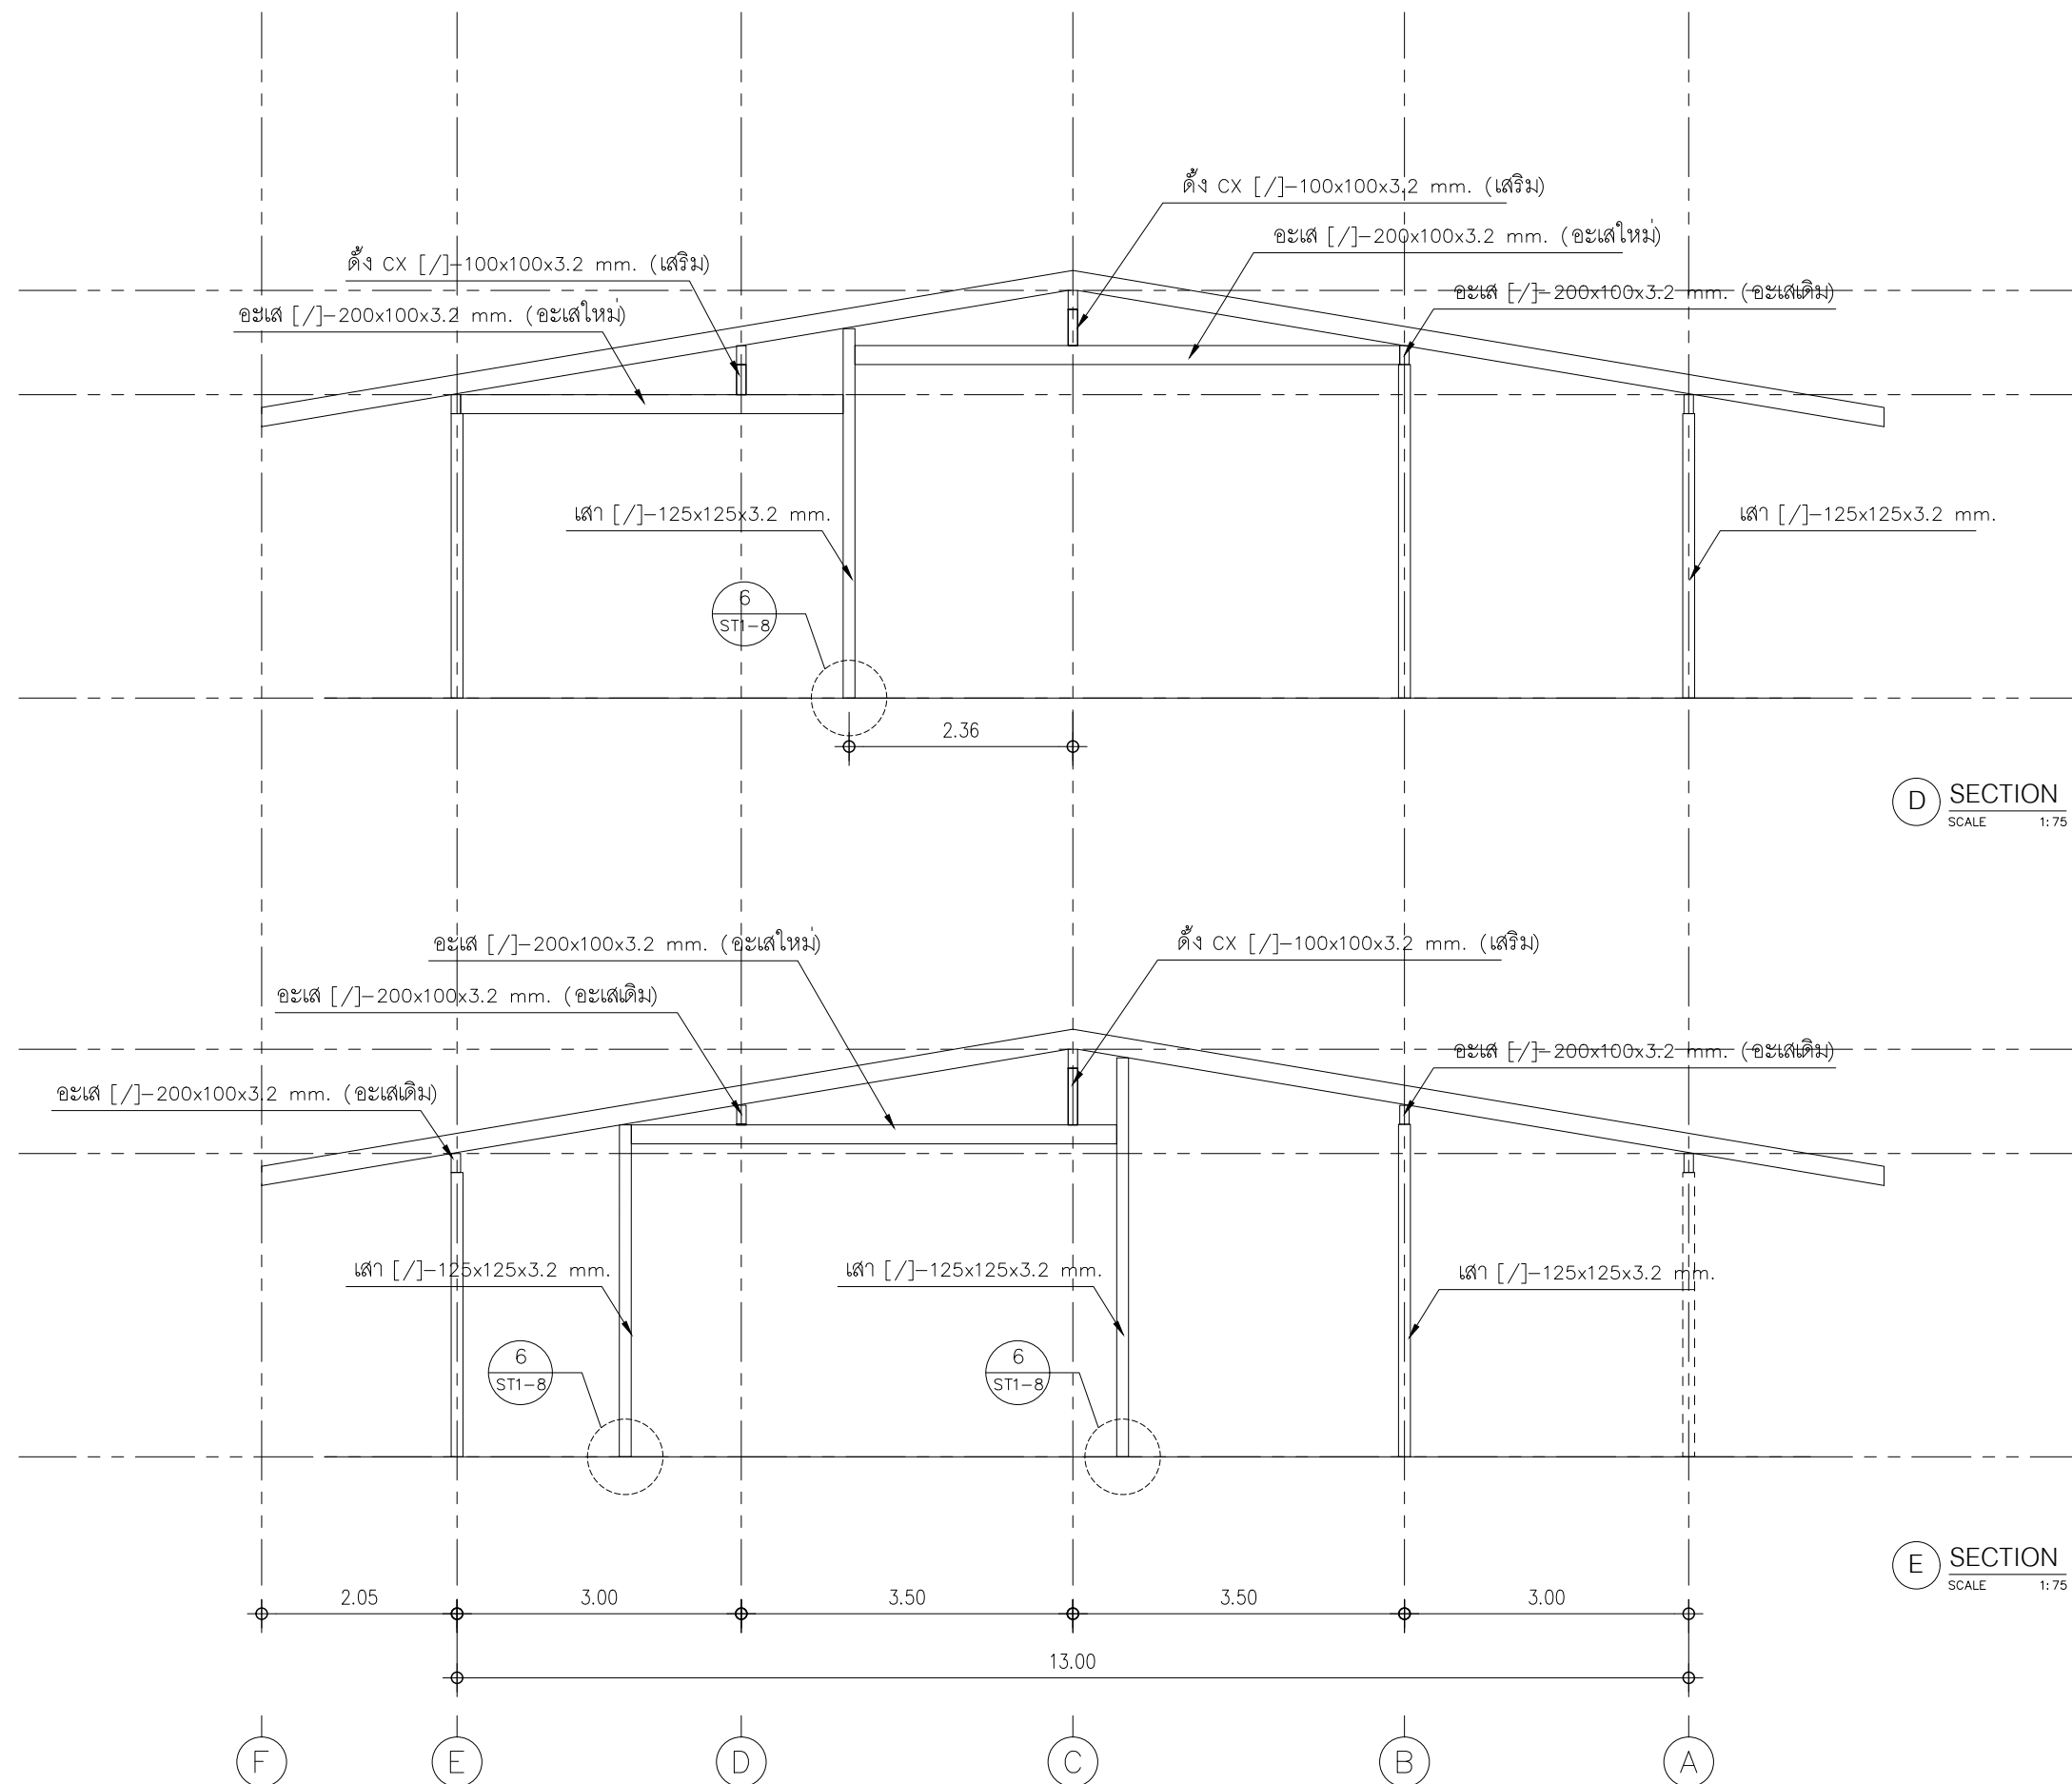 ดั้ง CX [/]-100x100x3.2 mm. (เสริม)
อะเส [/]-200x100x3.2 mm. (อะเสใหม่)
ดั้ง CX [/]-100x100x3.2 mm. (เสริม)
อะเส [/]-200x100x3.2 mm. (อะเสเดิม)
อะเส [/]-200x100x3.2 mm. (อะเสใหม่)
เสา [/]-125x125x3.2 mm.
เสา [/]-125x125x3.2 mm.
6
ST1-8
2.36
D SECTION
SCALE 1:75
อะเส [/]-200x100x3.2 mm. (อะเสใหม่)
ดั้ง CX [/]-100x100x3.2 mm. (เสริม)
อะเส [/]-200x100x3.2 mm. (อะเสเดิม)
อะเส [/]-200x100x3.2 mm. (อะเสเดิม)
อะเส [/]-200x100x3.2 mm. (อะเสเดิม)
เสา [/]-125x125x3.2 mm.
เสา [/]-125x125x3.2 mm.
เสา [/]-125x125x3.2 mm.
6
ST1-8
6
ST1-8
E SECTION
SCALE 1:75
2.05 3.00 3.50 3.50 3.00
13.00
F E D C B A